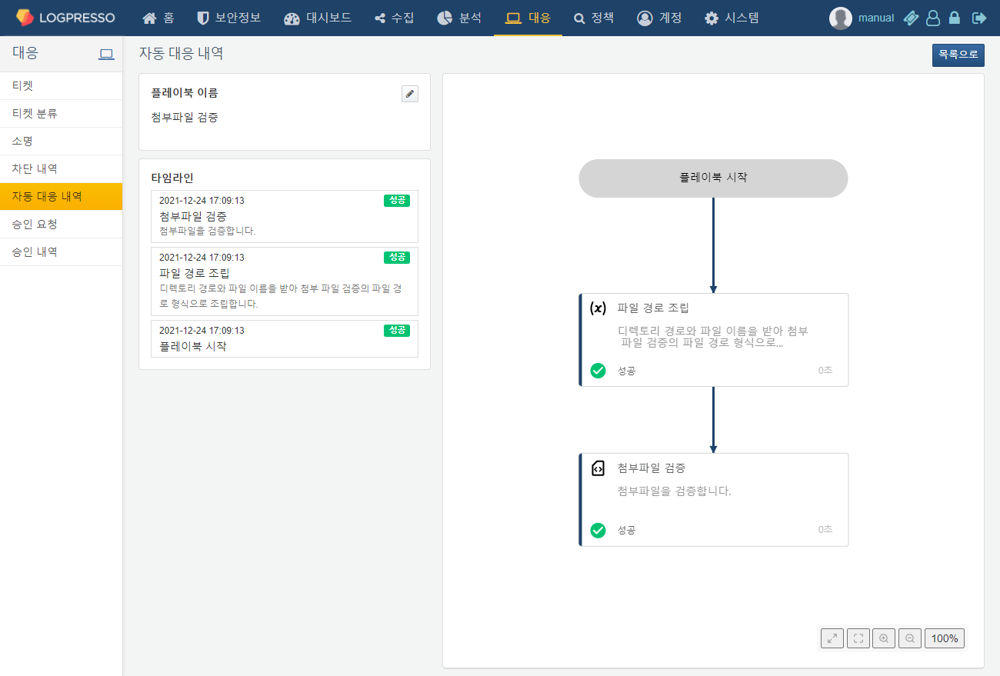 LOGPRESSO
홈
보안정보
대시보드
수집
분석
대응
정책
계정
시스템
manual
대응
티켓
티켓 분류
소명
차단 내역
자동 대응 내역
승인 요청
승인 내역
자동 대응 내역
목록으로
플레이북 이름
첨부파일 검증
타임라인
2021-12-24 17:09:13
성공
첨부파일 검증
첨부파일을 검증합니다.
2021-12-24 17:09:13
성공
파일 경로 조립
디렉토리 경로와 파일 이름을 받아 첨부 파일 검증의 파일 경
로 형식으로 조립합니다.
2021-12-24 17:09:13
성공
플레이북 시작
플레이북 시작
(x)
파일 경로 조립
디렉토리 경로와 파일 이름을 받아 첨부
파일 검증의 파일 경로 형식으로...
성공
0초
첨부파일 검증
첨부파일을 검증합니다.
성공
0초
100%